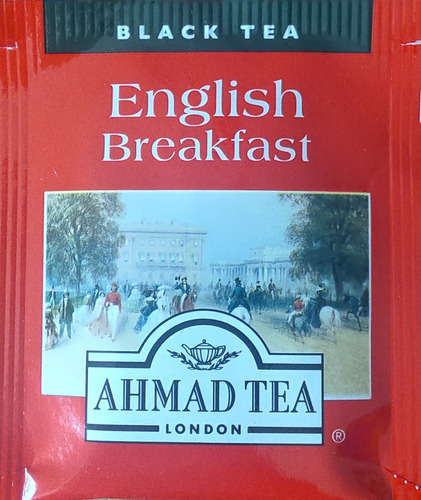 BLACK TEA
English
Breakfast
AHMAD TEA
LONDON
®